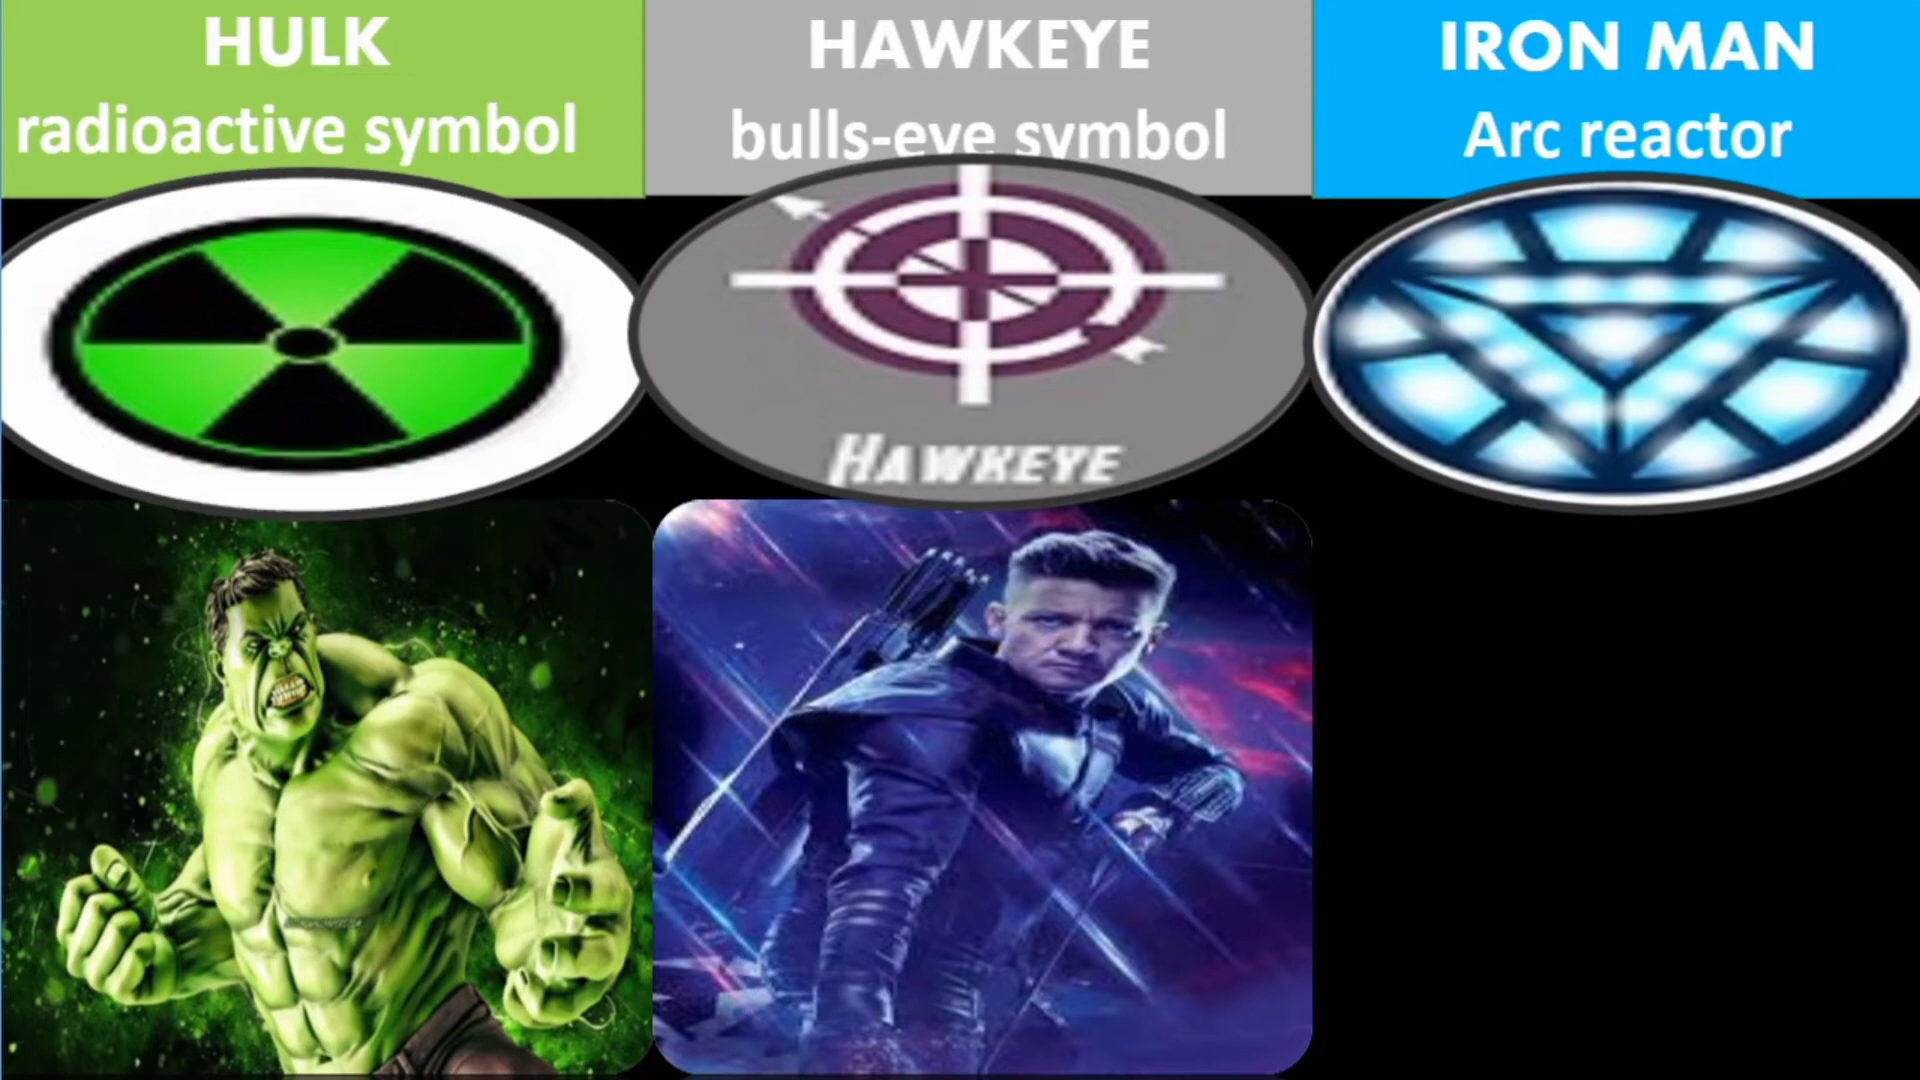 HULK
radioactive symbol
HAWKEYE
bulls-eye symbol
IRON MAN
Arc reactor
HAWKEYE